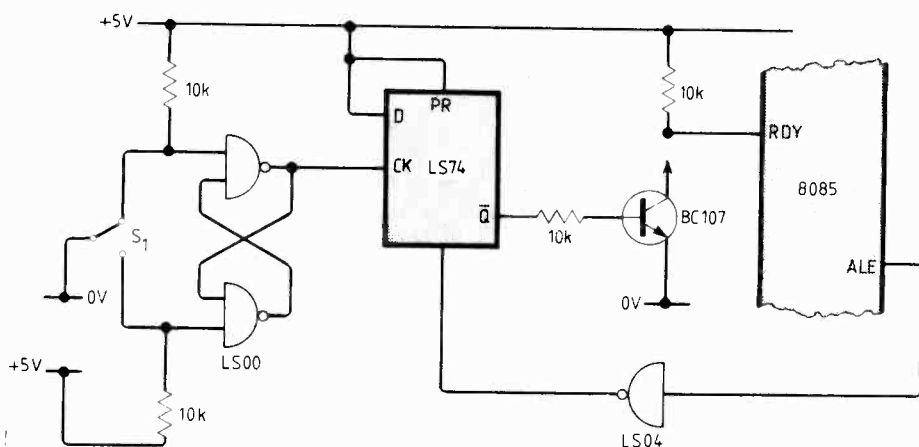 +5V
10k
10k
PR
D
RDY
CK
LS74
8085
S1
Q̅
BC107
10k
ALE
0V
0V
LS00
+5V
10k
LS04